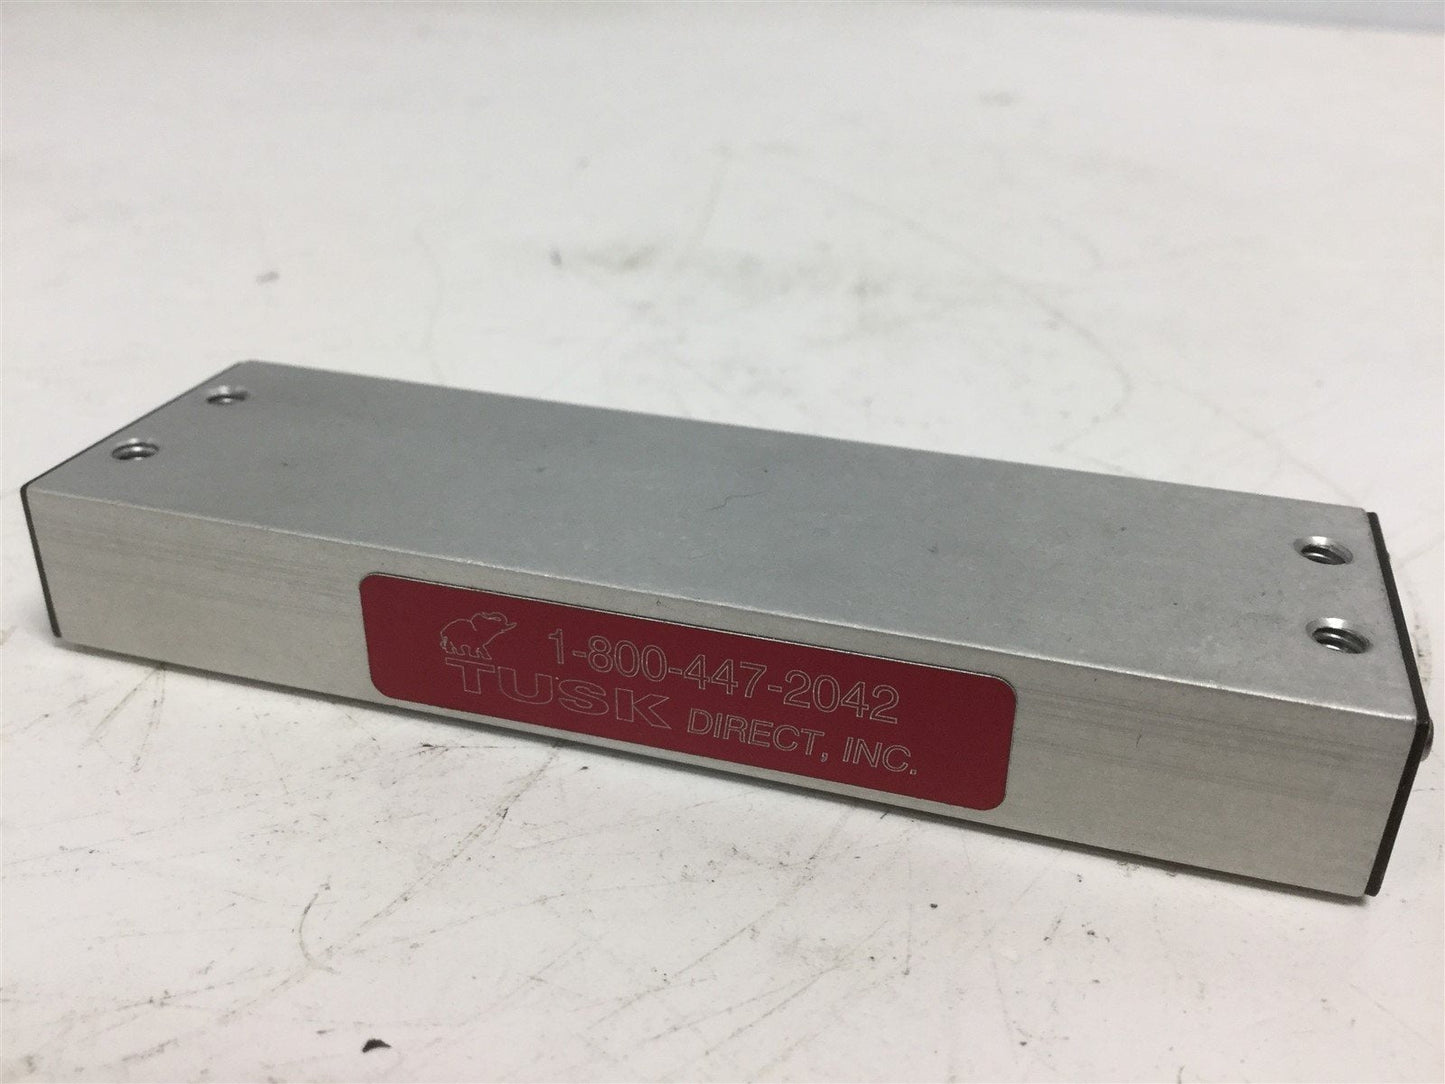 1-800-447-2042
TUSK DIRECT, INC.